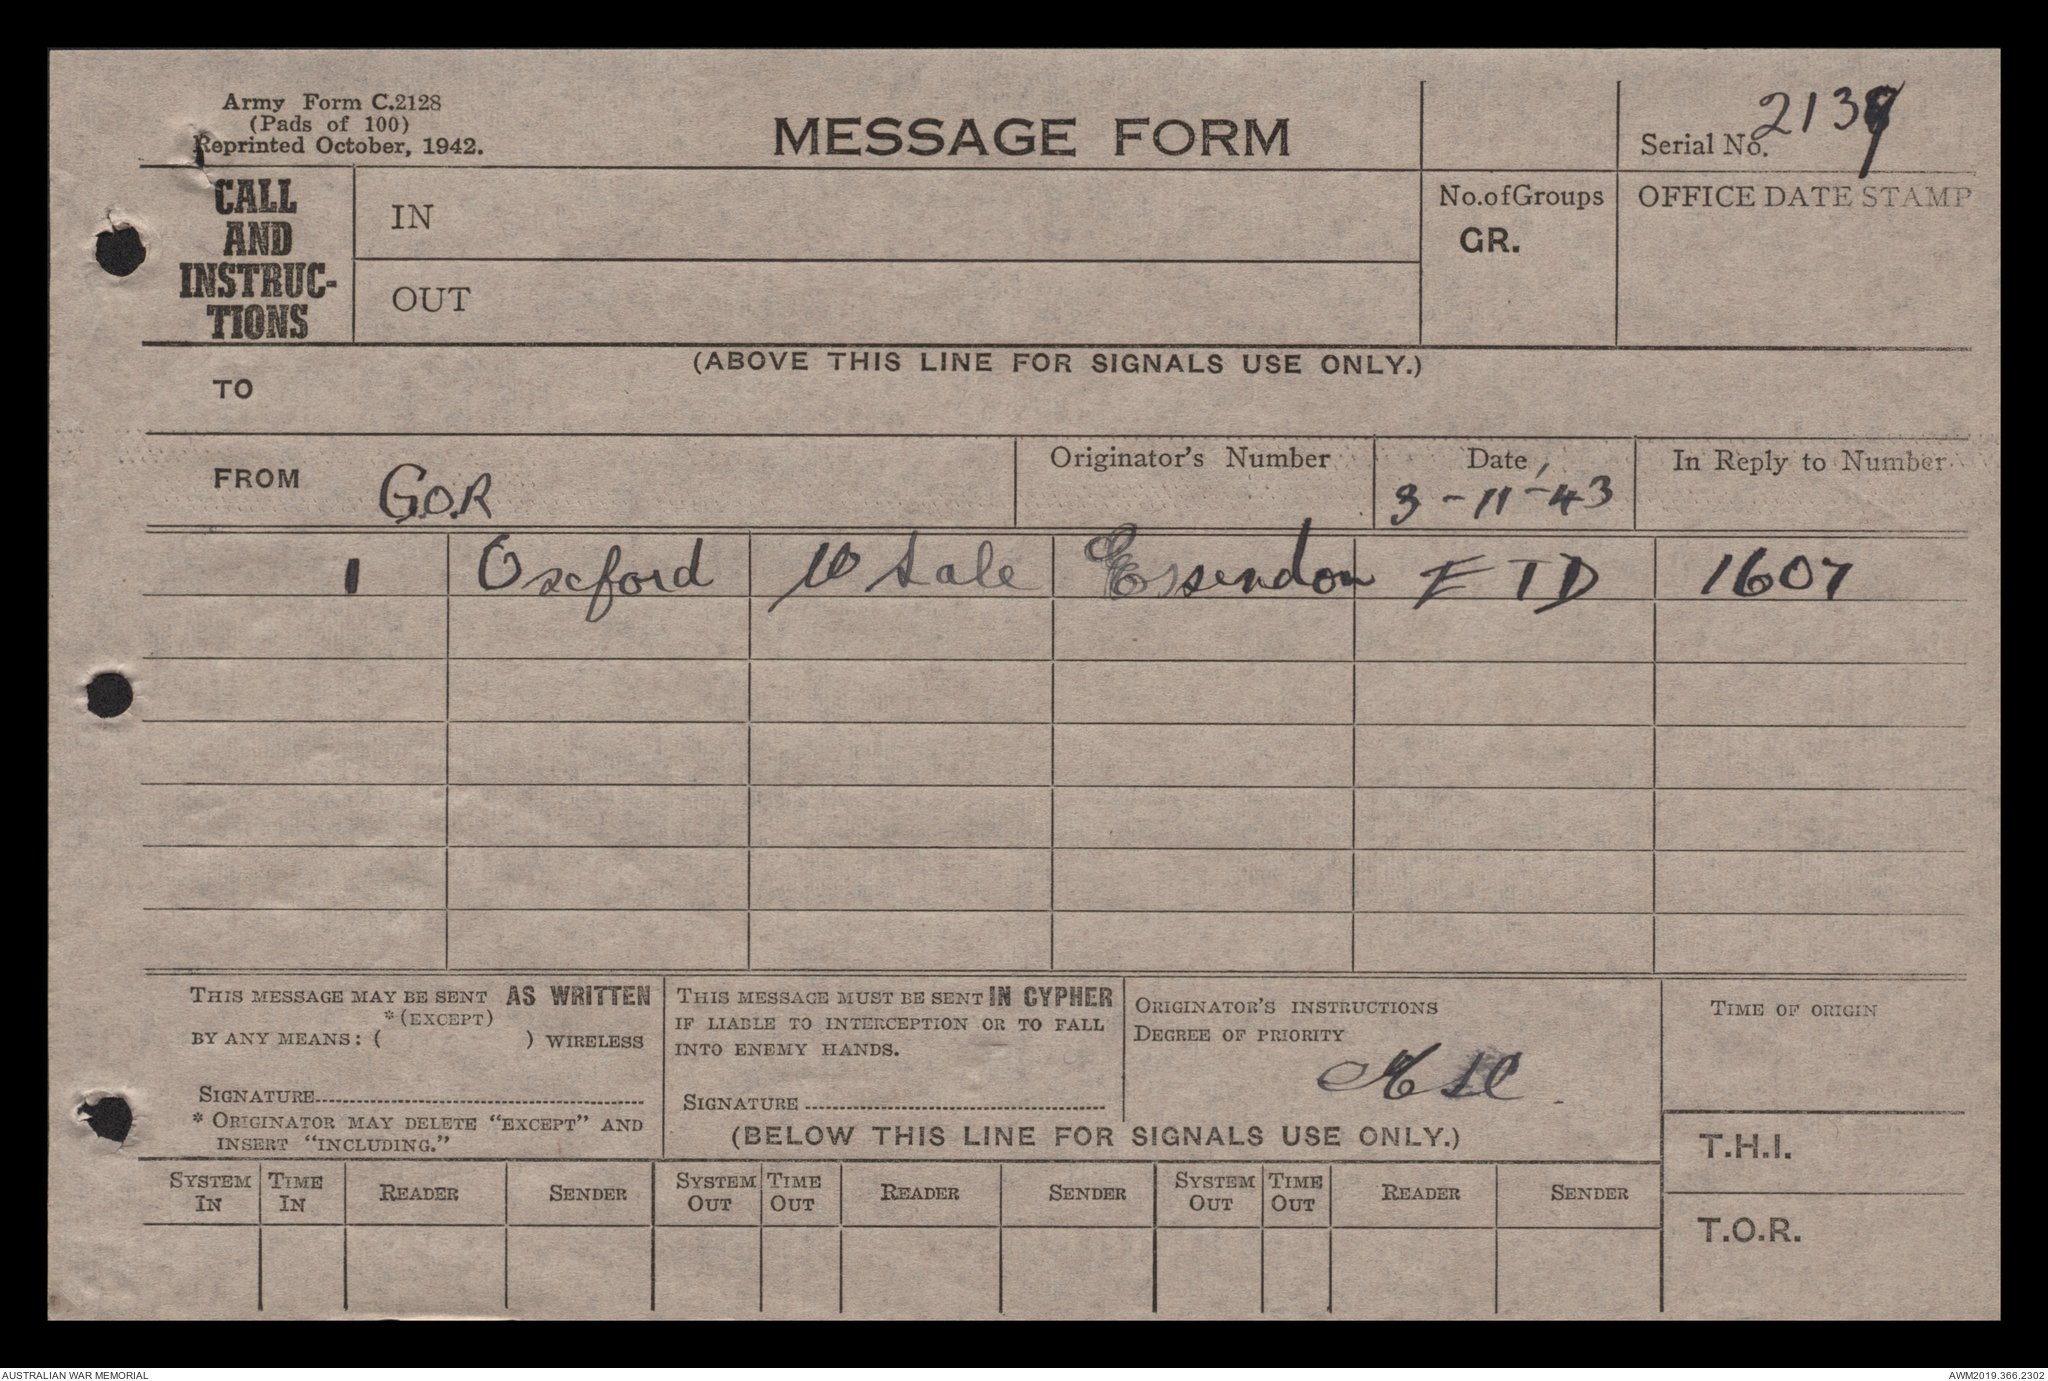 Army Form C.2128
(Pads of 100)
Reprinted October, 1942.
MESSAGE FORM
Serial No. 2139
CALL
AND
INSTRUC-
TIONS
IN
OUT
No. of Groups
GR.
OFFICE DATE STAMP
(ABOVE THIS LINE FOR SIGNALS USE ONLY.)
TO
FROM G.O.R
Originator's Number
Date
3-11-43
In Reply to Number
1 Oxford Sale Essendon ETD 1607
THIS MESSAGE MAY BE SENT AS WRITTEN
*(EXCEPT)
BY ANY MEANS: ( ) WIRELESS
SIGNATURE
* ORIGINATOR MAY DELETE "EXCEPT" AND
INSERT "INCLUDING."
THIS MESSAGE MUST BE SENT IN CYPHER
IF LIABLE TO INTERCEPTION OR TO FALL
INTO ENEMY HANDS.
SIGNATURE
ORIGINATOR'S INSTRUCTIONS
DEGREE OF PRIORITY
TIME OF ORIGIN
(BELOW THIS LINE FOR SIGNALS USE ONLY.)
T.H.I.
T.O.R.
SYSTEM IN
TIME IN
READER
SENDER
SYSTEM OUT
TIME OUT
READER
SENDER
SYSTEM OUT
TIME OUT
READER
SENDER
AUSTRALIAN WAR MEMORIAL
AWM2019.366.2302